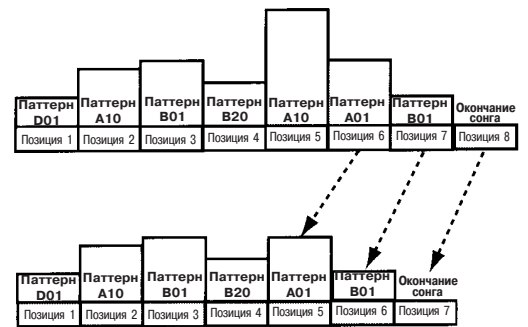 Паттерн D01
Паттерн A10
Паттерн B01
Паттерн B20
Паттерн A10
Паттерн A01
Паттерн B01
Окончание сонга
Позиция 1
Позиция 2
Позиция 3
Позиция 4
Позиция 5
Позиция 6
Позиция 7
Позиция 8
Паттерн D01
Паттерн A10
Паттерн B01
Паттерн B20
Паттерн A01
Паттерн B01
Окончание сонга
Позиция 1
Позиция 2
Позиция 3
Позиция 4
Позиция 5
Позиция 6
Позиция 7